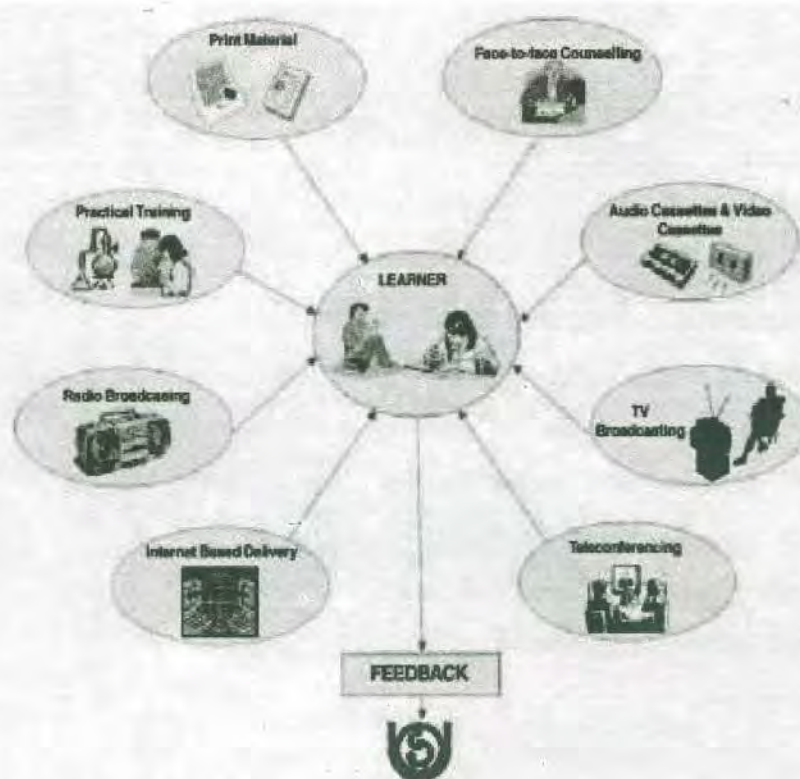 Print Material
Face-to-face Counselling
Practical Training
Audio Cassettes & Video
Cassettes
LEARNER
Radio Broadcasing
TV
Broadcasting
Internet Based Delivery
Teleconferencing
FEEDBACK